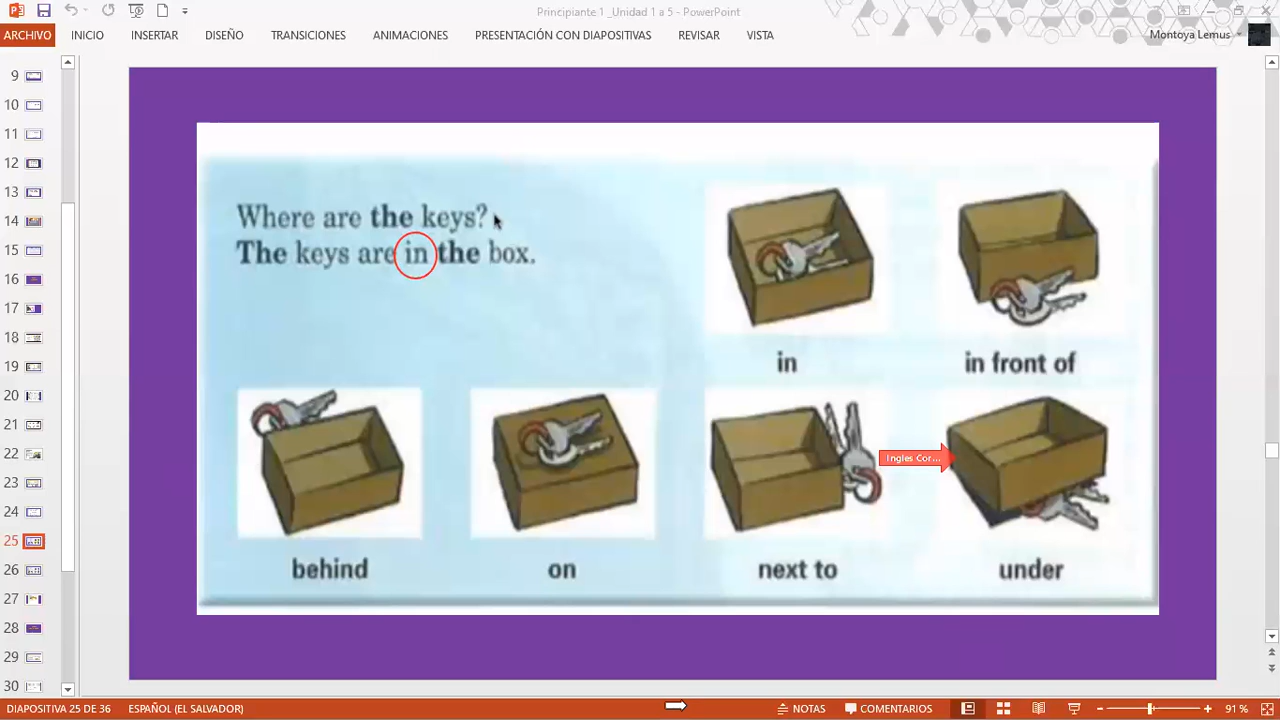 Principiante 1 _Unidad 1 a 5 - PowerPoint
ARCHIVO INICIO INSERTAR DISEÑO TRANSICIONES ANIMACIONES PRESENTACIÓN CON DIAPOSITIVAS REVISAR VISTA Montoya Lemus
9
10
11
12
13
14
15
16
17
18
19
20
21
22
23
24
25
26
27
28
29
30
Where are the keys?
The keys are in the box.
in in front of
Ingles Cor...
behind on next to under
DIAPOSITIVA 25 DE 36 ESPAÑOL (EL SALVADOR) NOTAS COMENTARIOS 91 %